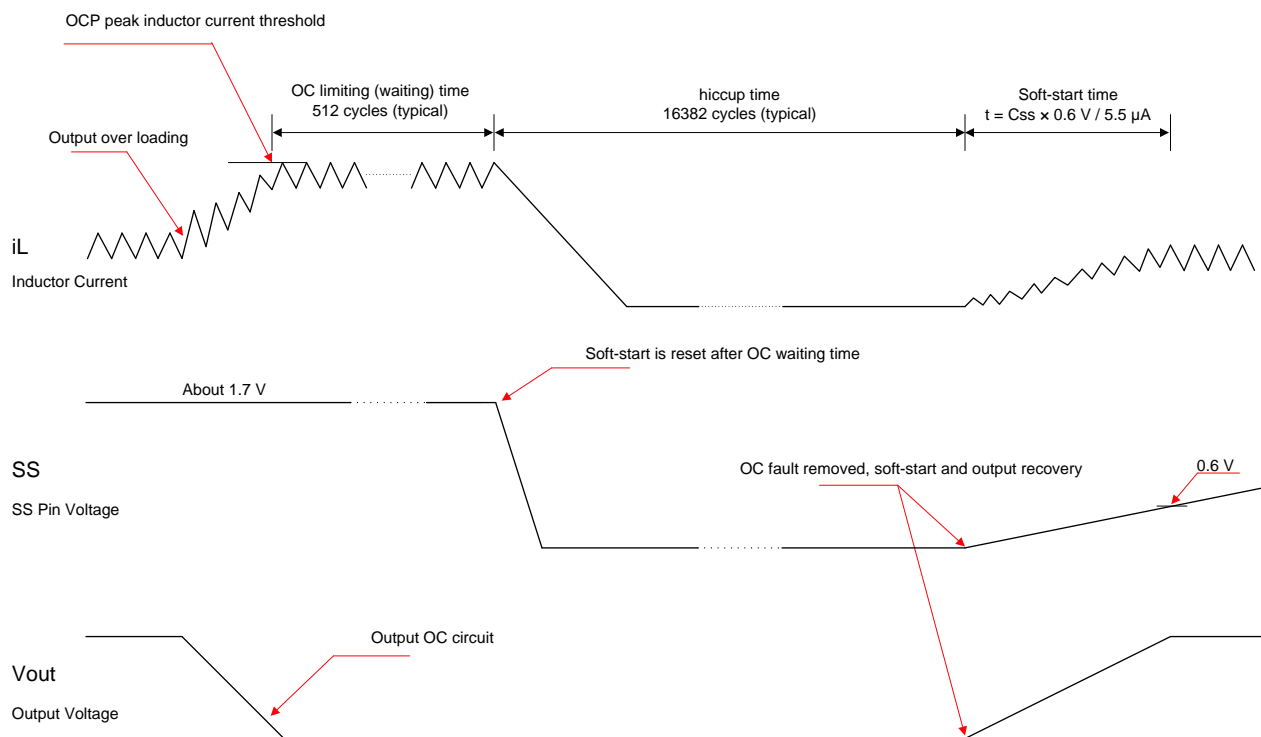 OCP peak inductor current threshold
OC limiting (waiting) time
512 cycles (typical)
hiccup time
16382 cycles (typical)
Soft-start time
t = Css × 0.6 V / 5.5 µA
Output over loading
iL
Inductor Current
Soft-start is reset after OC waiting time
About 1.7 V
SS
SS Pin Voltage
OC fault removed, soft-start and output recovery
0.6 V
Output OC circuit
Vout
Output Voltage